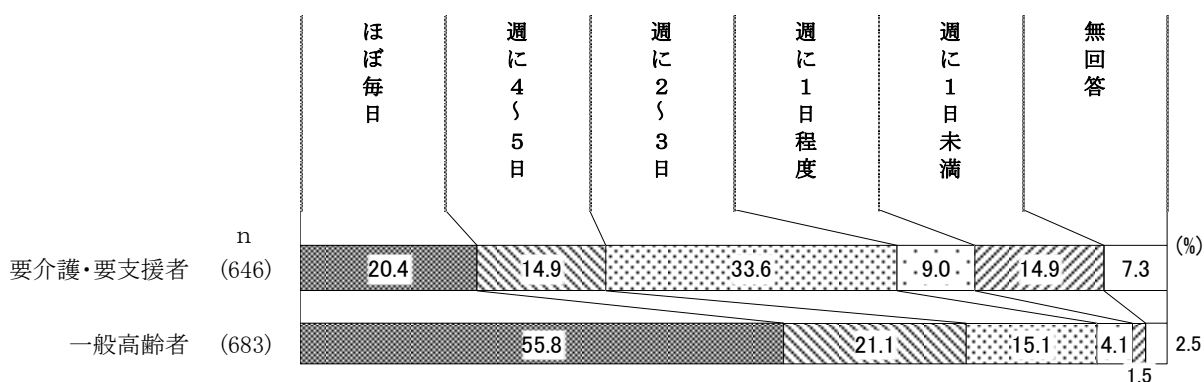 ほぼ毎日
週に4～5日
週に2～3日
週に1日程度
週に1日未満
無回答
n
(%)
要介護・要支援者 (646) 20.4 14.9 33.6 9.0 14.9 7.3
一般高齢者 (683) 55.8 21.1 15.1 4.1 1.5 2.5